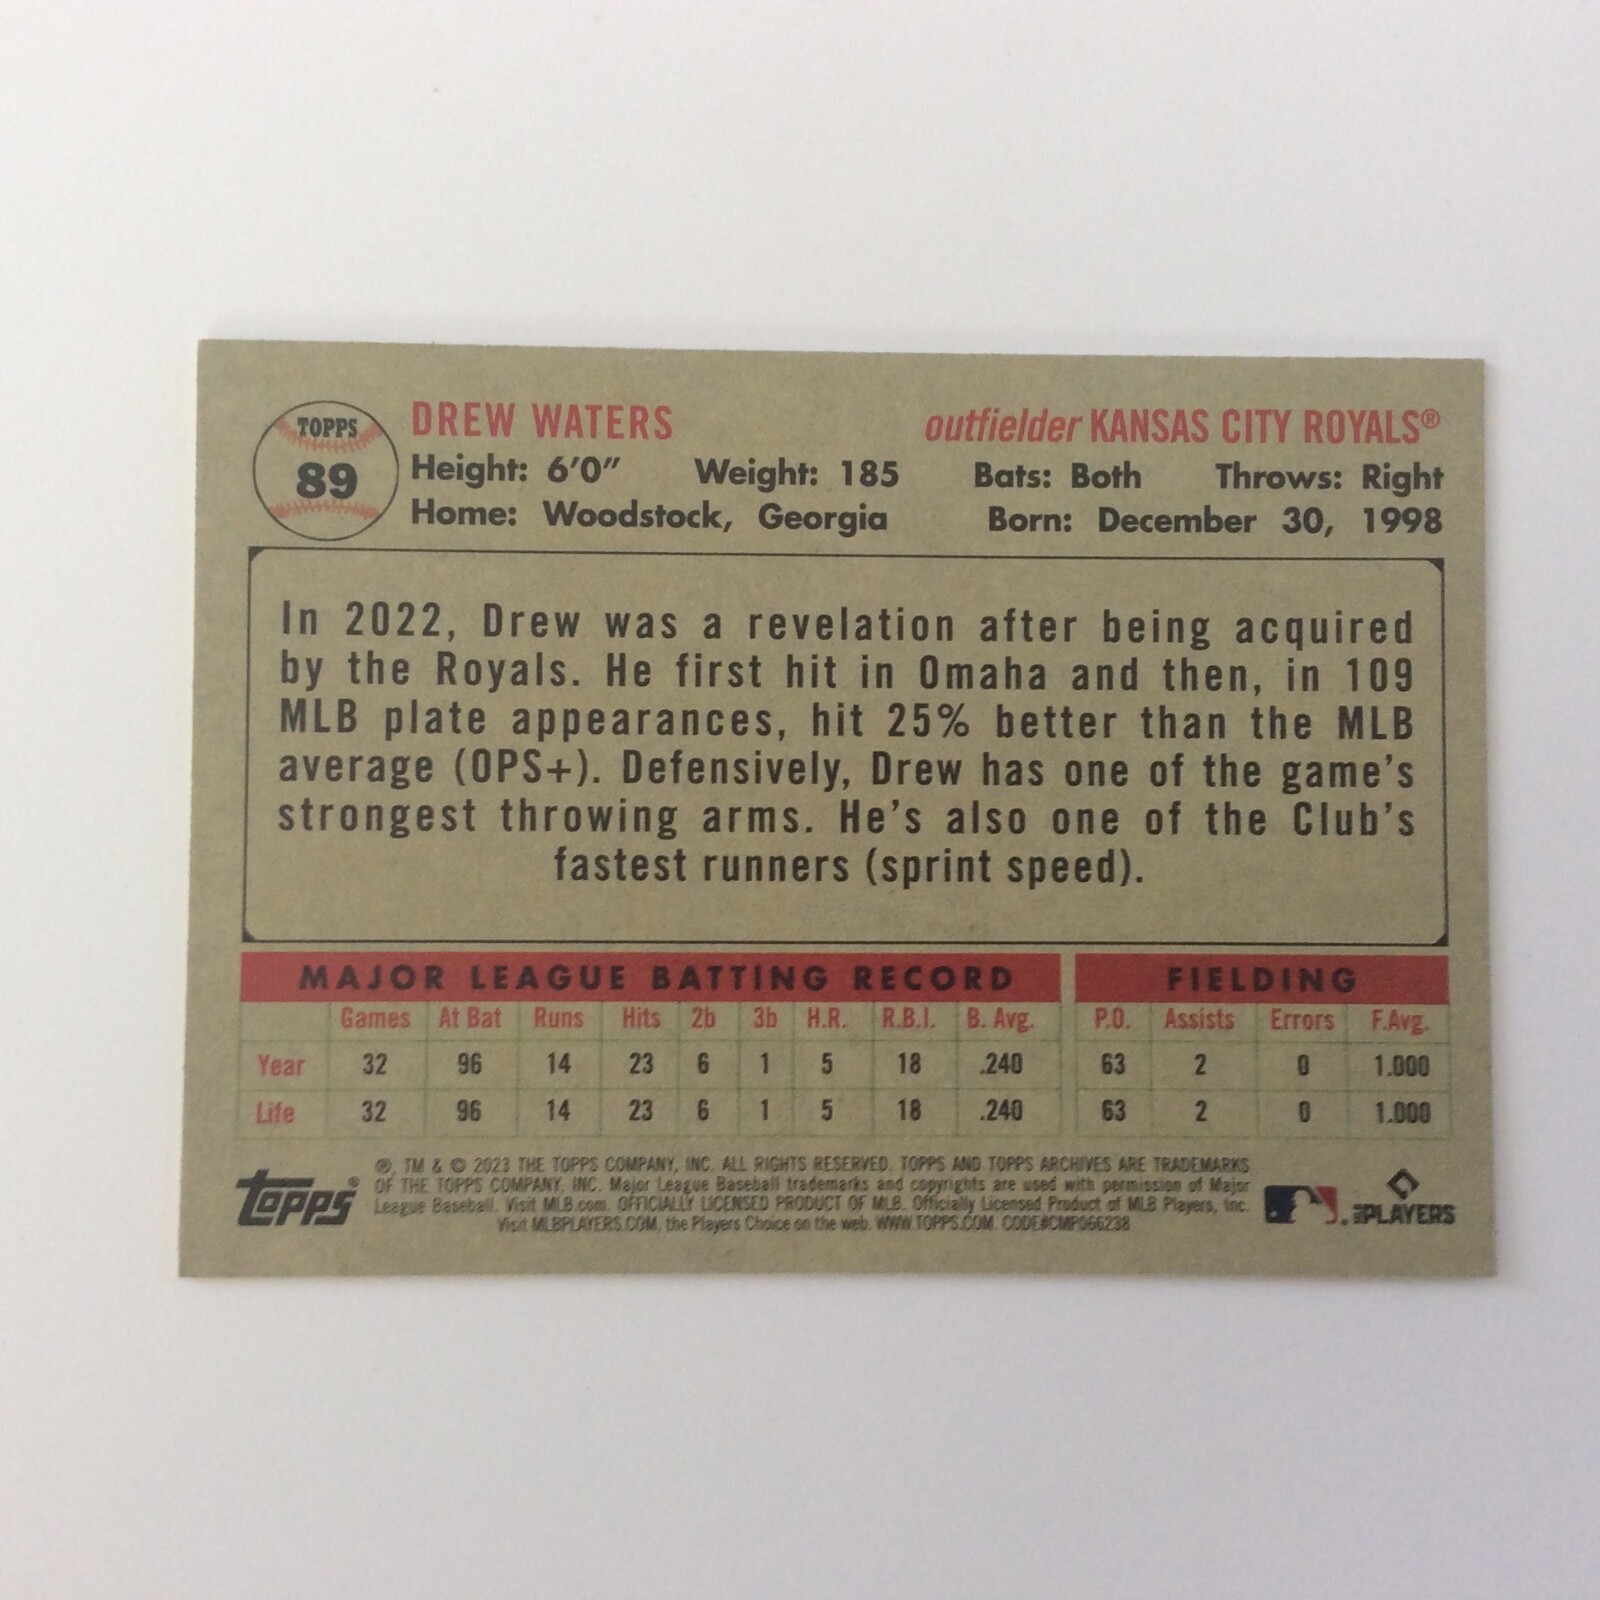 TOPPS
89
DREW WATERS
outfielder KANSAS CITY ROYALS®
Height: 6'0" Weight: 185 Bats: Both Throws: Right
Home: Woodstock, Georgia Born: December 30, 1998
In 2022, Drew was a revelation after being acquired
by the Royals. He first hit in Omaha and then, in 109
MLB plate appearances, hit 25% better than the MLB
average (OPS+). Defensively, Drew has one of the game's
strongest throwing arms. He's also one of the Club's
fastest runners (sprint speed).
MAJOR LEAGUE BATTING RECORD FIELDING
Games At Bat Runs Hits 2b 3b H.R. R.B.I. B. Avg. P.O. Assists Errors F.Avg.
Year 32 96 14 23 6 1 5 18 .240 63 2 0 1.000
Life 32 96 14 23 6 1 5 18 .240 63 2 0 1.000
topps®
®, TM & © 2023 THE TOPPS COMPANY, INC. ALL RIGHTS RESERVED. TOPPS AND TOPPS ARCHIVES ARE TRADEMARKS
OF THE TOPPS COMPANY, INC. Major League Baseball trademarks and copyrights are used with permission of Major
League Baseball. Visit MLB.com. OFFICIALLY LICENSED PRODUCT OF MLB. Officially Licensed Product of MLB Players, Inc.
Visit MLBPLAYERS.COM, the Players Choice on the web. WWW.TOPPS.COM. CODE#CMP066238
PLAYERS